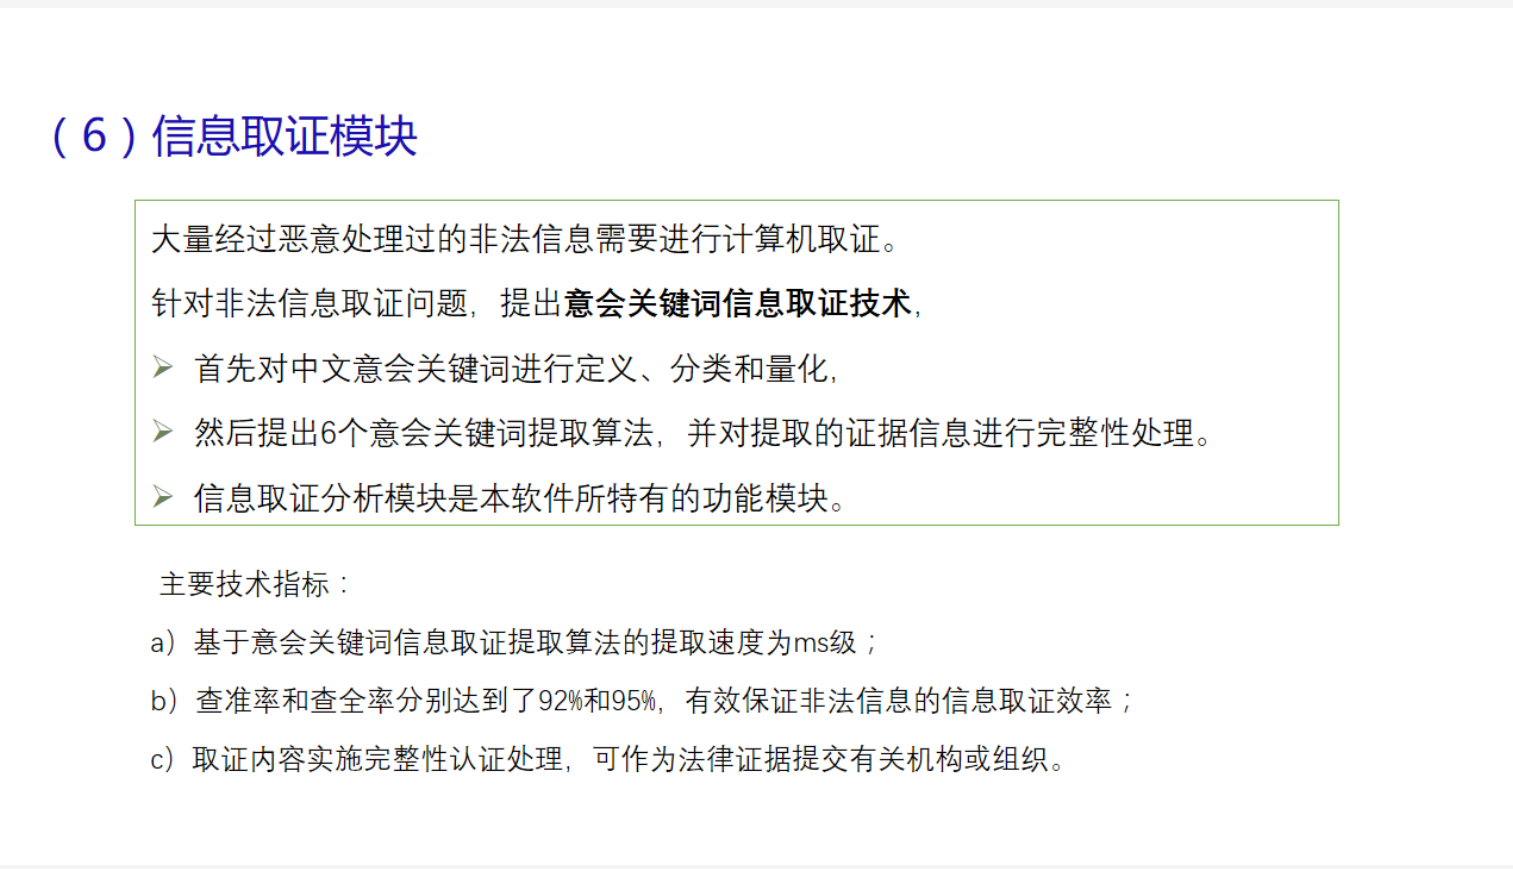 （6）信息取证模块
大量经过恶意处理过的非法信息需要进行计算机取证。
针对非法信息取证问题，提出意会关键词信息取证技术，
➢ 首先对中文意会关键词进行定义、分类和量化，
➢ 然后提出6个意会关键词提取算法，并对提取的证据信息进行完整性处理。
➢ 信息取证分析模块是本软件所特有的功能模块。
主要技术指标：
a）基于意会关键词信息取证提取算法的提取速度为ms级；
b）查准率和查全率分别达到了92%和95%，有效保证非法信息的信息取证效率；
c）取证内容实施完整性认证处理，可作为法律证据提交有关机构或组织。